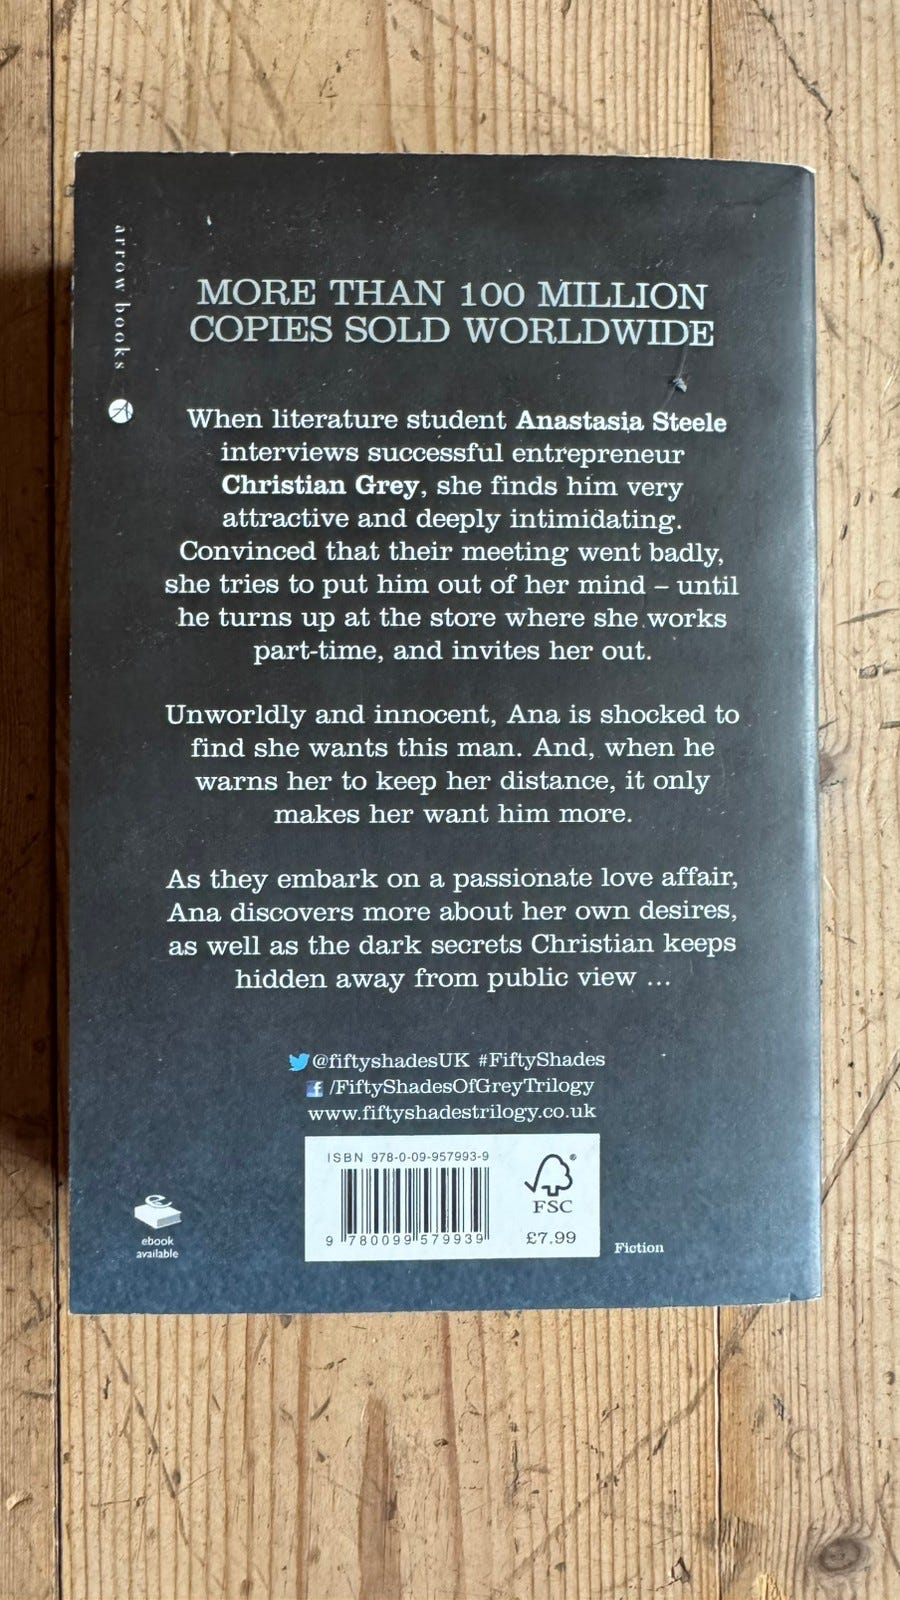 arrow books
MORE THAN 100 MILLION
COPIES SOLD WORLDWIDE
When literature student Anastasia Steele
interviews successful entrepreneur
Christian Grey, she finds him very
attractive and deeply intimidating.
Convinced that their meeting went badly,
she tries to put him out of her mind – until
he turns up at the store where she works
part-time, and invites her out.
Unworldly and innocent, Ana is shocked to
find she wants this man. And, when he
warns her to keep her distance, it only
makes her want him more.
As they embark on a passionate love affair,
Ana discovers more about her own desires,
as well as the dark secrets Christian keeps
hidden away from public view ...
@fiftyshadesUK #FiftyShades
/FiftyShadesOfGreyTrilogy
www.fiftyshadestrilogy.co.uk
ISBN 978-0-09-957993-9
9 780099 579939
FSC
£7.99
Fiction
ebook
available